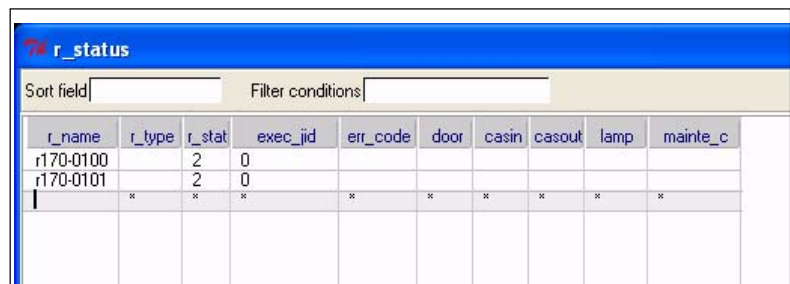 r_status
Sort field Filter conditions
r_name r_type r_stat exec_jid err_code door casin casout lamp mainte_c
r170-0100 2 0
r170-0101 2 0
* * * * * * * * *